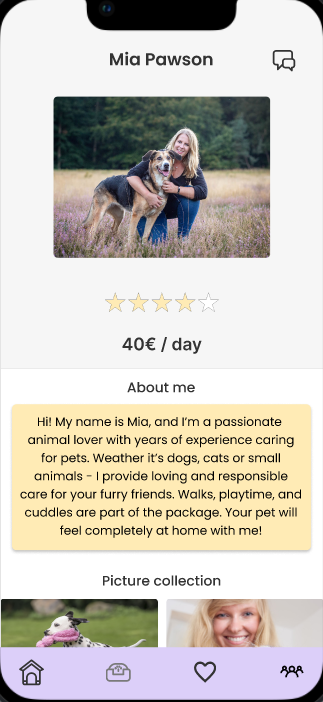 Mia Pawson
40€ / day
About me
Hi! My name is Mia, and I'm a passionate
animal lover with years of experience caring
for pets. Weather it's dogs, cats or small
animals - I provide loving and responsible
care for your furry friends. Walks, playtime, and
cuddles are part of the package. Your pet will
feel completely at home with me!
Picture collection